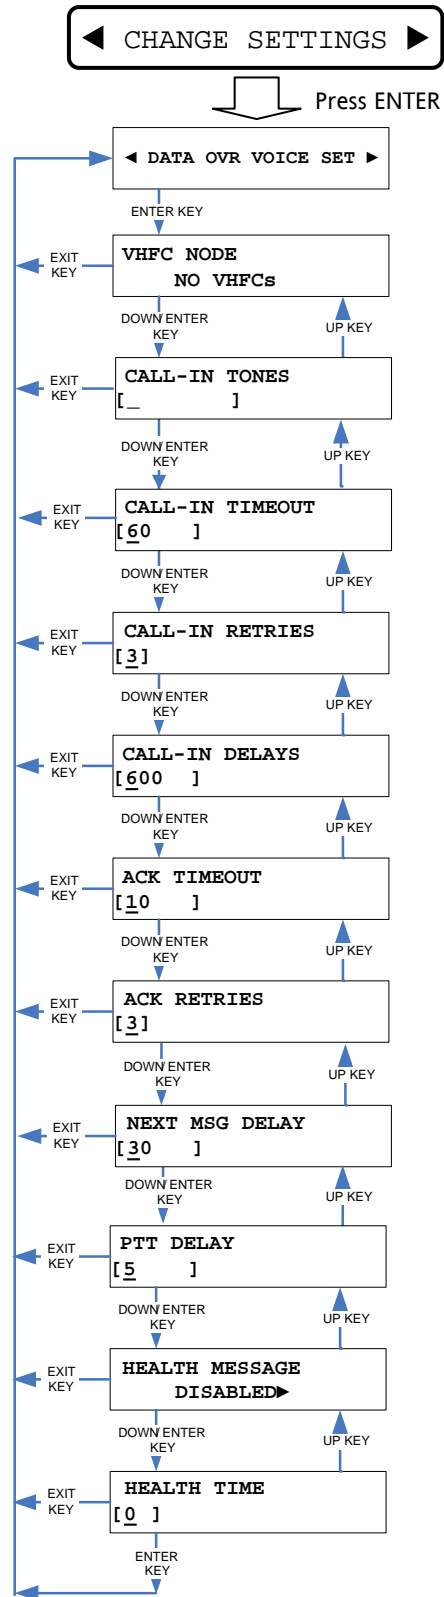 ◄ CHANGE SETTINGS ►
Press ENTER
◄ DATA OVR VOICE SET ►
ENTER KEY
VHFC NODE
NO VHFCs
EXIT
KEY
DOWN/ENTER
KEY
UP KEY
CALL-IN TONES
[_ ]
EXIT
KEY
DOWN/ENTER
KEY
UP KEY
CALL-IN TIMEOUT
[60 ]
EXIT
KEY
DOWN/ENTER
KEY
UP KEY
CALL-IN RETRIES
[3]
EXIT
KEY
DOWN/ENTER
KEY
UP KEY
CALL-IN DELAYS
[600 ]
EXIT
KEY
DOWN/ENTER
KEY
UP KEY
ACK TIMEOUT
[10 ]
EXIT
KEY
DOWN/ENTER
KEY
UP KEY
ACK RETRIES
[3]
EXIT
KEY
DOWN/ENTER
KEY
UP KEY
NEXT MSG DELAY
[30 ]
EXIT
KEY
DOWN/ENTER
KEY
UP KEY
PTT DELAY
[5 ]
EXIT
KEY
DOWN/ENTER
KEY
UP KEY
HEALTH MESSAGE
DISABLED►
EXIT
KEY
DOWN/ENTER
KEY
UP KEY
HEALTH TIME
[0 ]
EXIT
KEY
ENTER
KEY